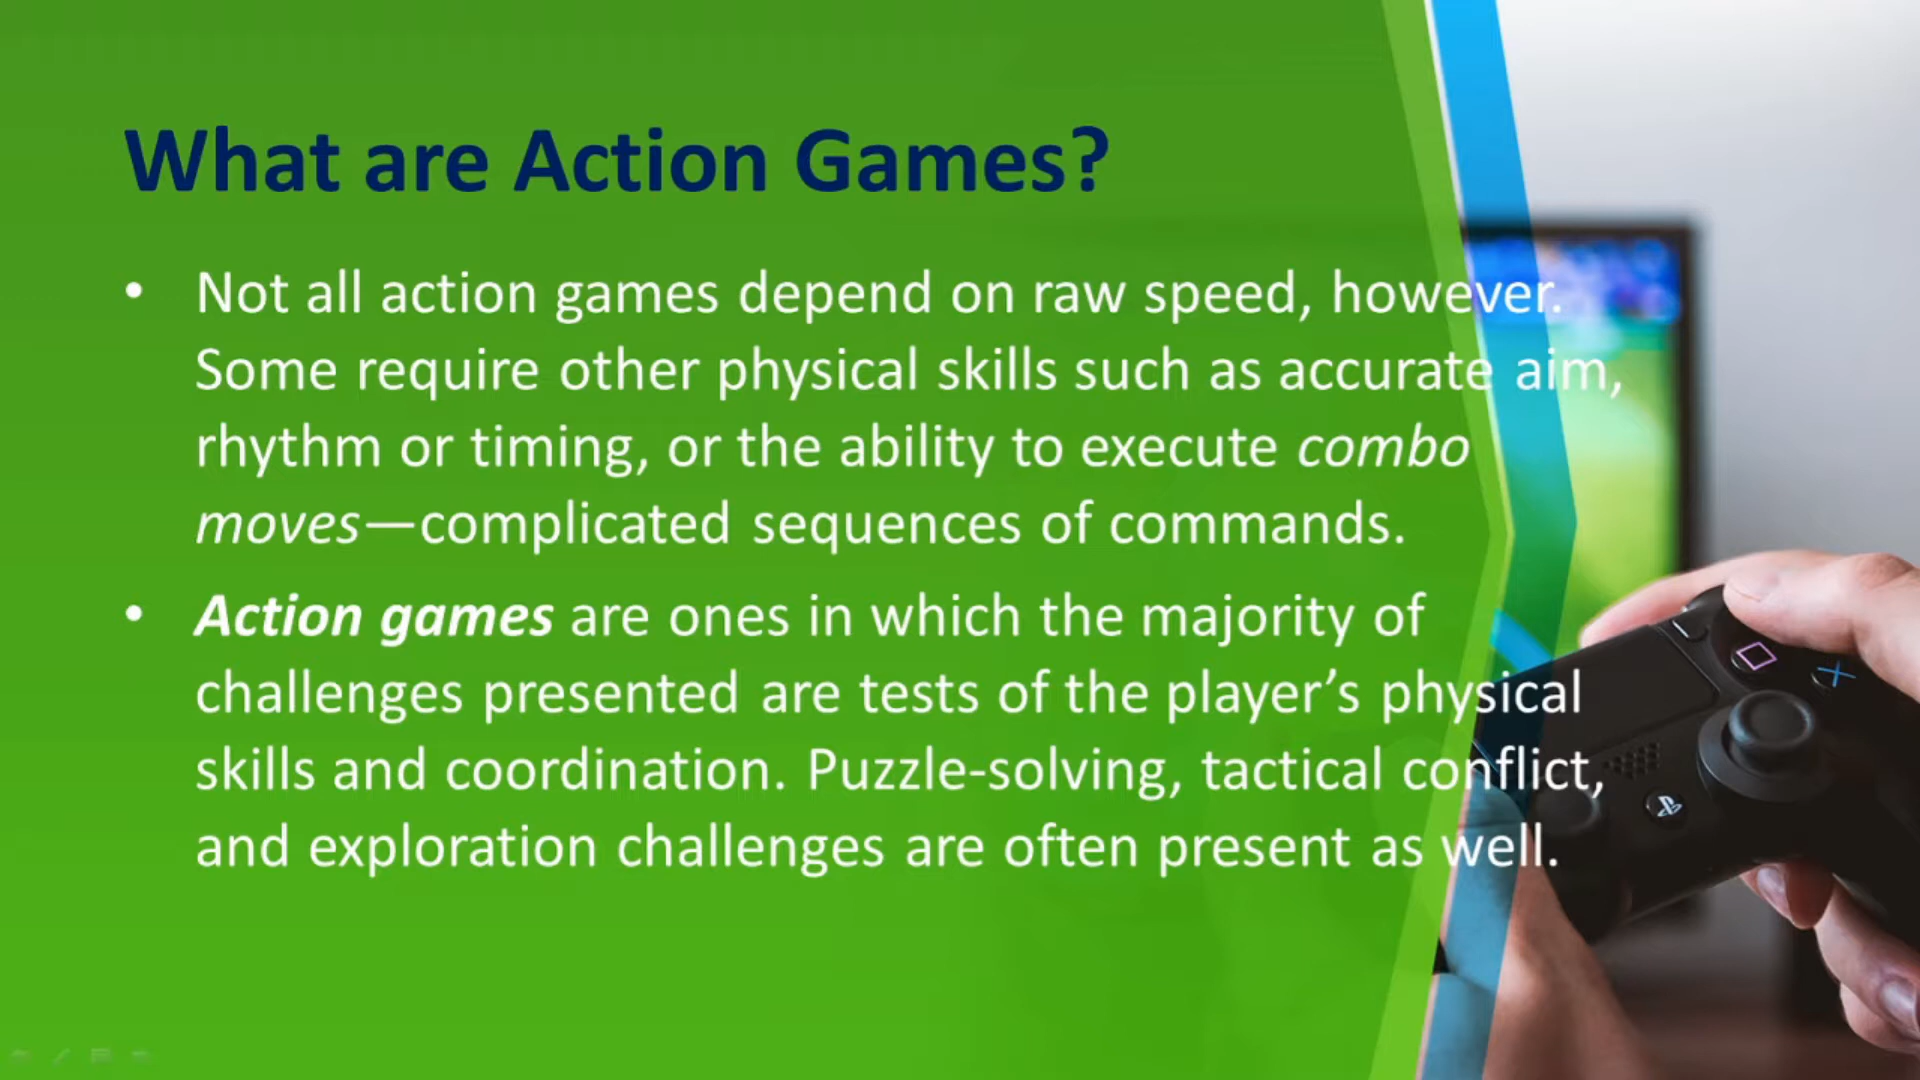 What are Action Games?
• Not all action games depend on raw speed, however.
Some require other physical skills such as accurate aim,
rhythm or timing, or the ability to execute combo
moves—complicated sequences of commands.
• Action games are ones in which the majority of
challenges presented are tests of the player’s physical
skills and coordination. Puzzle-solving, tactical conflict,
and exploration challenges are often present as well.